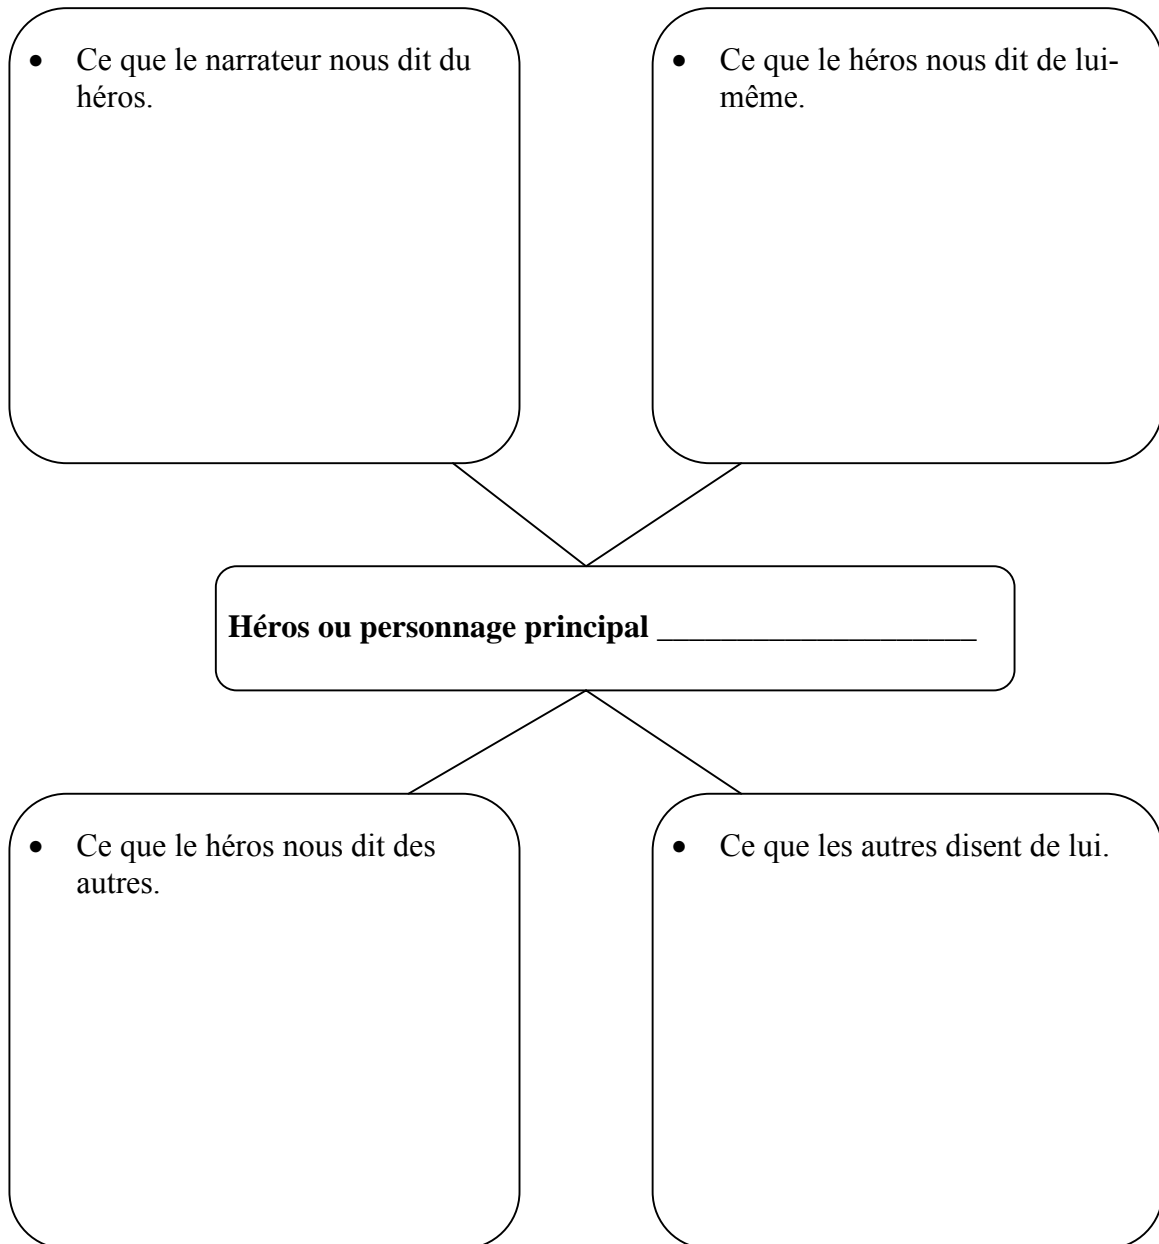 • Ce que le narrateur nous dit du
héros.
• Ce que le héros nous dit de lui-
même.
Héros ou personnage principal ____________________
• Ce que le héros nous dit des
autres.
• Ce que les autres disent de lui.